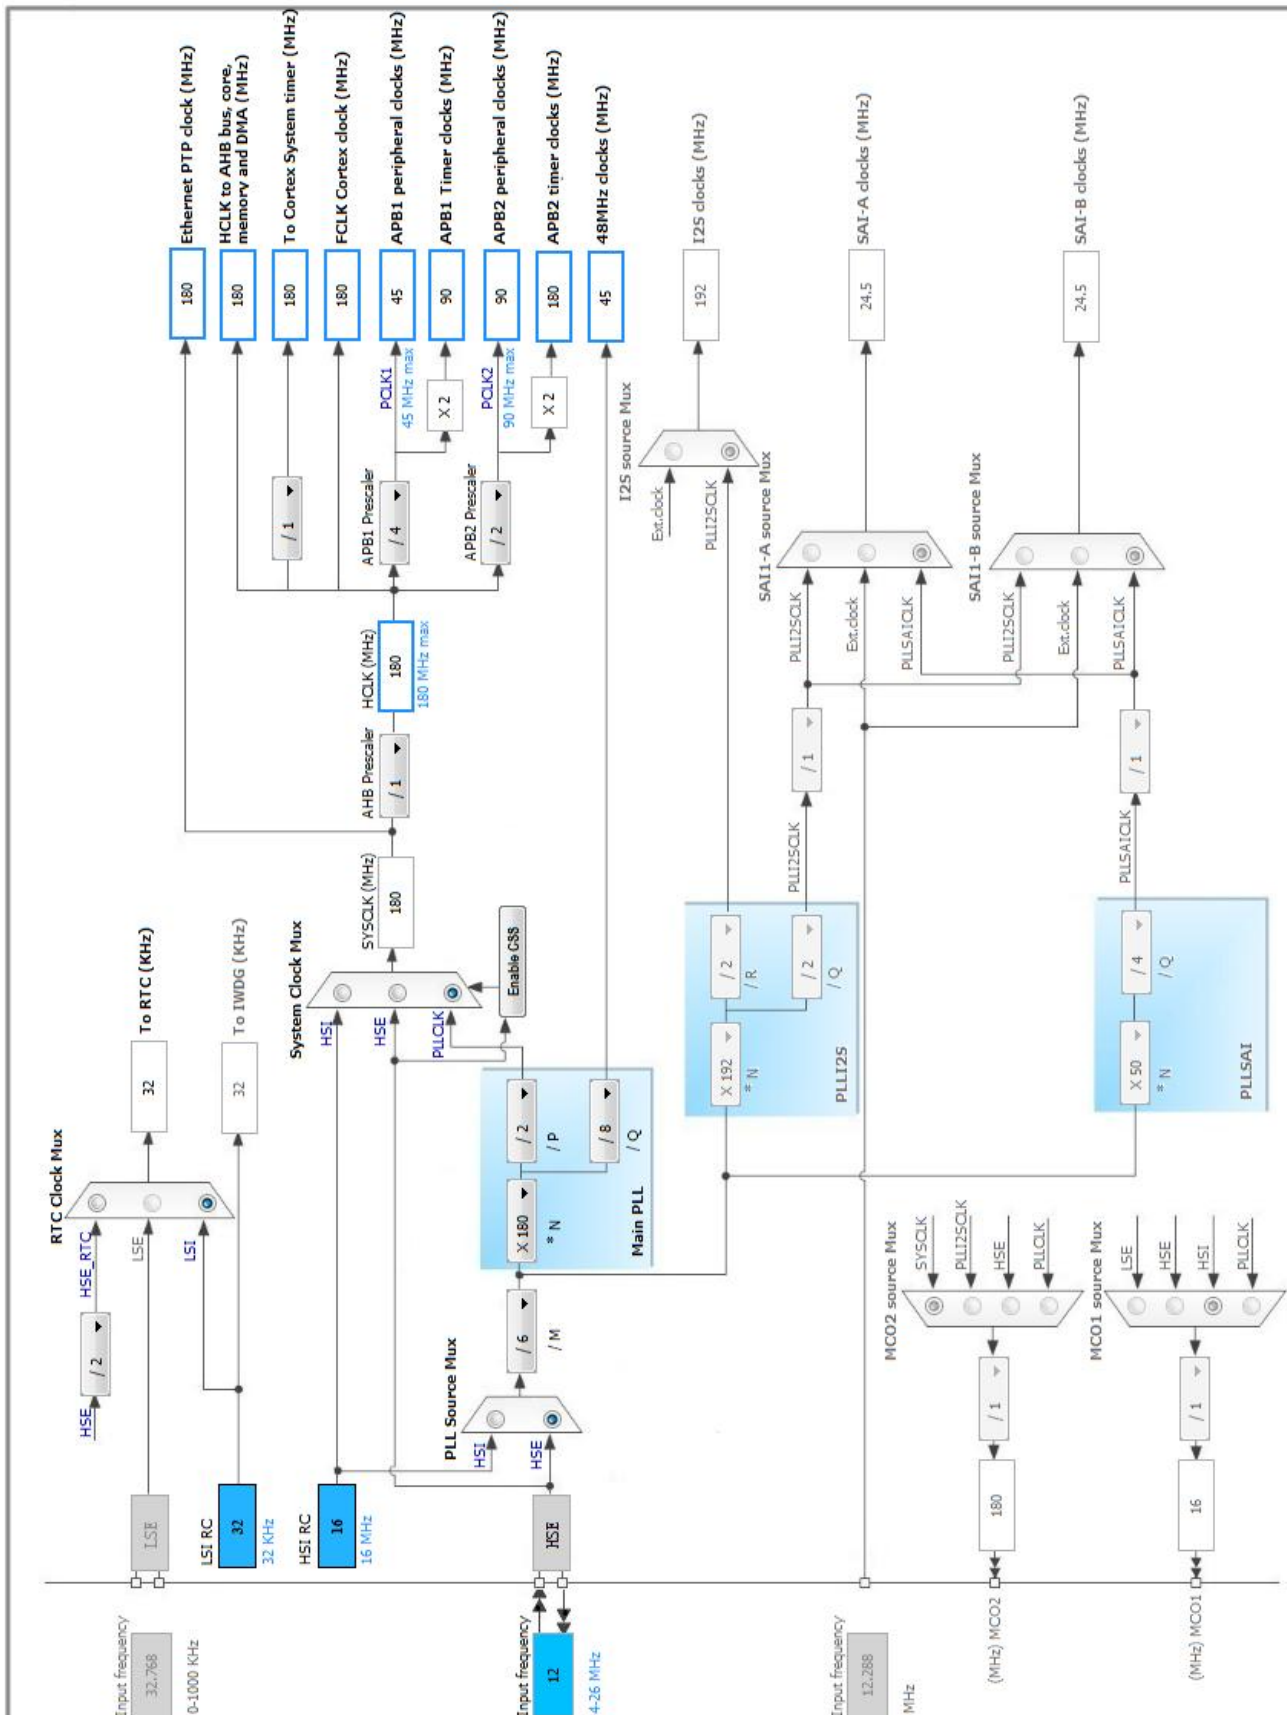 Input frequency
32.768
0-1000 KHz
LSE
HSE
/ 2
HSE_RTC
LSE
LSI
RTC Clock Mux
32
To RTC (KHz)
LSI RC
32
32 KHz
32
To IWDG (KHz)
HSI RC
16
16 MHz
System Clock Mux
HSI
HSE
PLLCLK
Enable CSS
SYSCLK (MHz)
180
AHB Prescaler
/ 1
HCLK (MHz)
180
180 MHz max
180
Ethernet PTP clock (MHz)
180
HCLK to AHB bus, core,
memory and DMA (MHz)
/ 1
180
To Cortex System timer (MHz)
180
FCLK Cortex clock (MHz)
APB1 Prescaler
/ 4
PCLK1
45 MHz max
45
APB1 peripheral clocks (MHz)
X 2
90
APB1 Timer clocks (MHz)
APB2 Prescaler
/ 2
PCLK2
90 MHz max
90
APB2 peripheral clocks (MHz)
X 2
180
APB2 timer clocks (MHz)
45
48MHz clocks (MHz)
Input frequency
12
4-26 MHz
HSE
PLL Source Mux
HSI
HSE
/ 6
/ M
X 180
* N
/ 2
/ P
/ 8
/ Q
Main PLL
X 192
* N
/ 2
/ R
/ 2
/ Q
PLLI2S
I2S source Mux
Ext.clock
PLLI2SCLK
192
I2S clocks (MHz)
PLLI2SCLK
/ 1
SAI1-A source Mux
PLLI2SCLK
Ext.clock
PLLSAICLK
24.5
SAI-A clocks (MHz)
SAI1-B source Mux
PLLI2SCLK
Ext.clock
PLLSAICLK
24.5
SAI-B clocks (MHz)
X 50
* N
/ 4
/ Q
PLLSAI
PLLSAICLK
/ 1
Input frequency
12.288
MHz
MCO2 source Mux
SYSCLK
PLLI2SCLK
HSE
PLLCLK
/ 1
180
(MHz) MCO2
MCO1 source Mux
LSE
HSE
HSI
PLLCLK
/ 1
16
(MHz) MCO1